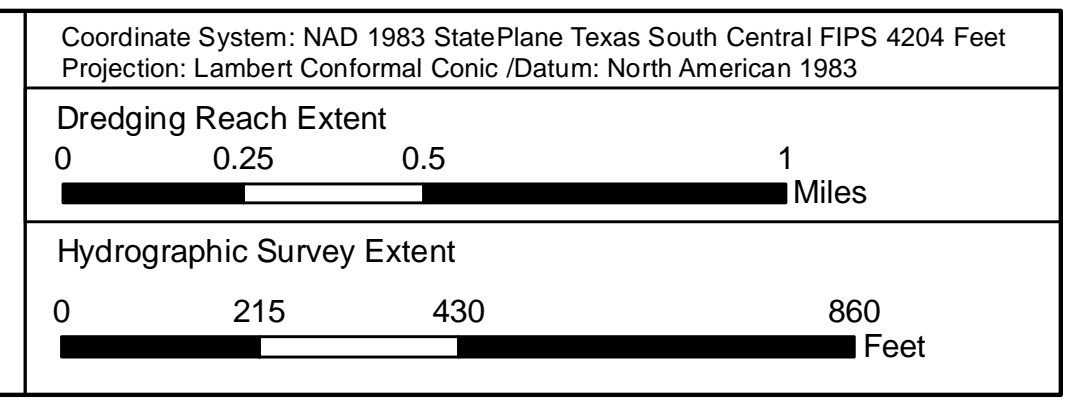 Coordinate System: NAD 1983 StatePlane Texas South Central FIPS 4204 Feet
Projection: Lambert Conformal Conic /Datum: North American 1983
Dredging Reach Extent
0 0.25 0.5 1
Miles
Hydrographic Survey Extent
0 215 430 860
Feet